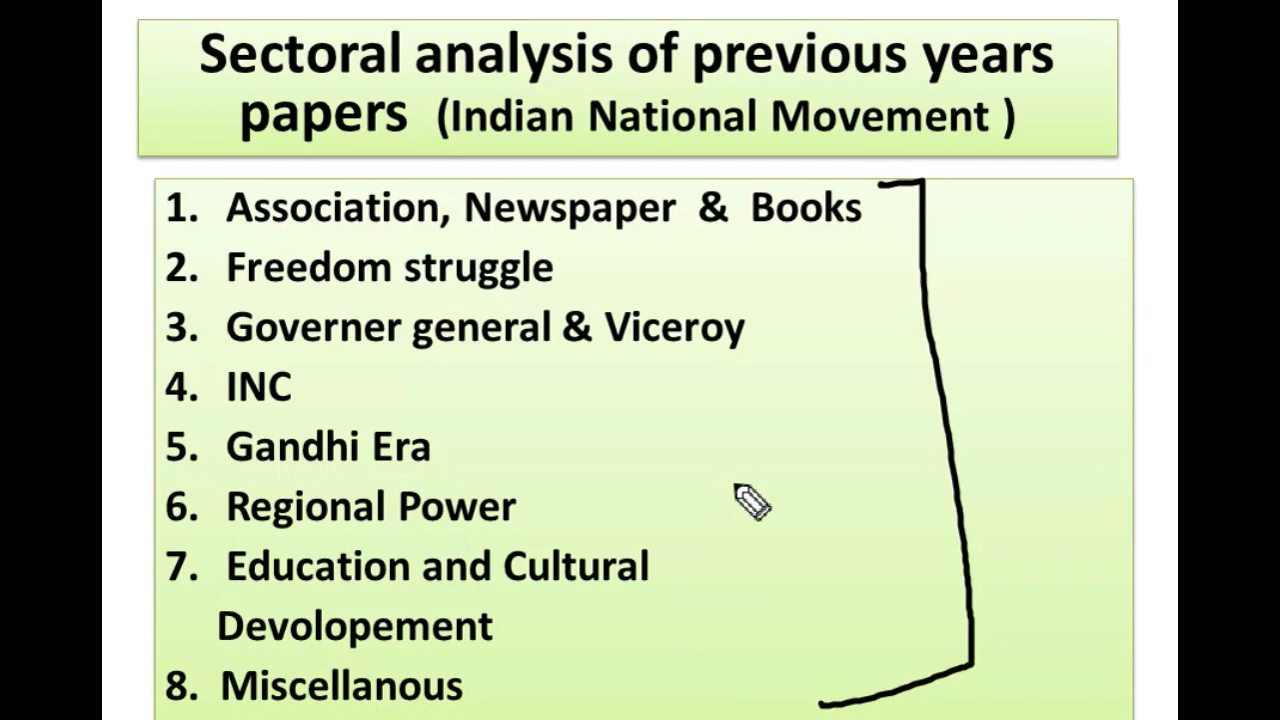 Sectoral analysis of previous years
papers (Indian National Movement )
1. Association, Newspaper & Books
2. Freedom struggle
3. Governer general & Viceroy
4. INC
5. Gandhi Era
6. Regional Power
7. Education and Cultural
Devolopement
8. Miscellanous